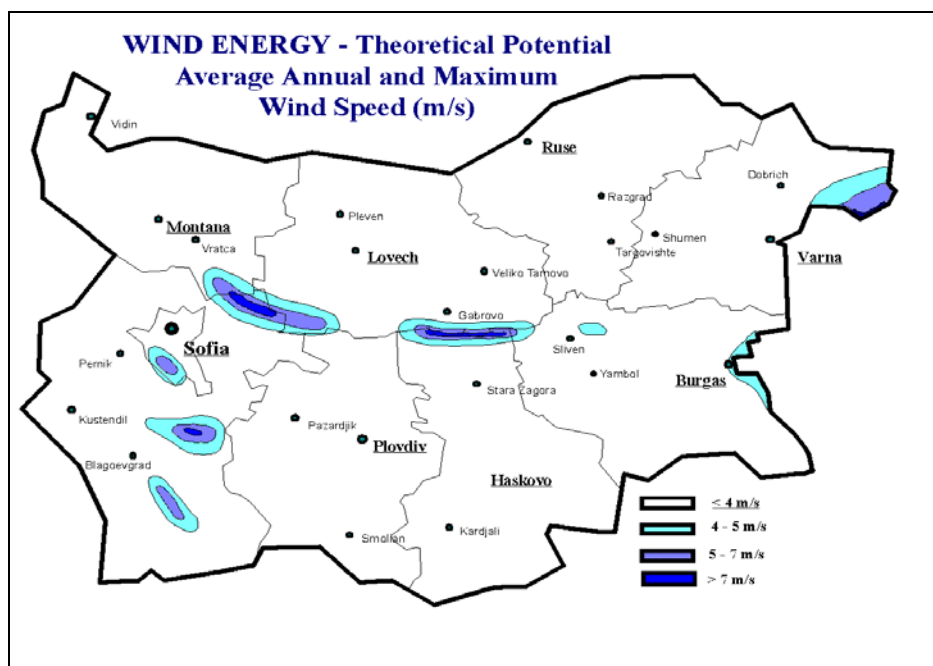 WIND ENERGY - Theoretical Potential
Average Annual and Maximum
Wind Speed (m/s)
Vidin
Ruse
Dobrich
Razgrad
Pleven
Montana
Shumen
Vratca
Targovishte
Lovech
Varna
Veliko Tarnovo
Gabrovo
Sofia
Sliven
Pernik
Yambol
Burgas
Stara Zagora
Kustendil
Pazardjik
Plovdiv
Blagoevgrad
Haskovo
Smolian
Kardjali
< 4 m/s
4 - 5 m/s
5 - 7 m/s
> 7 m/s